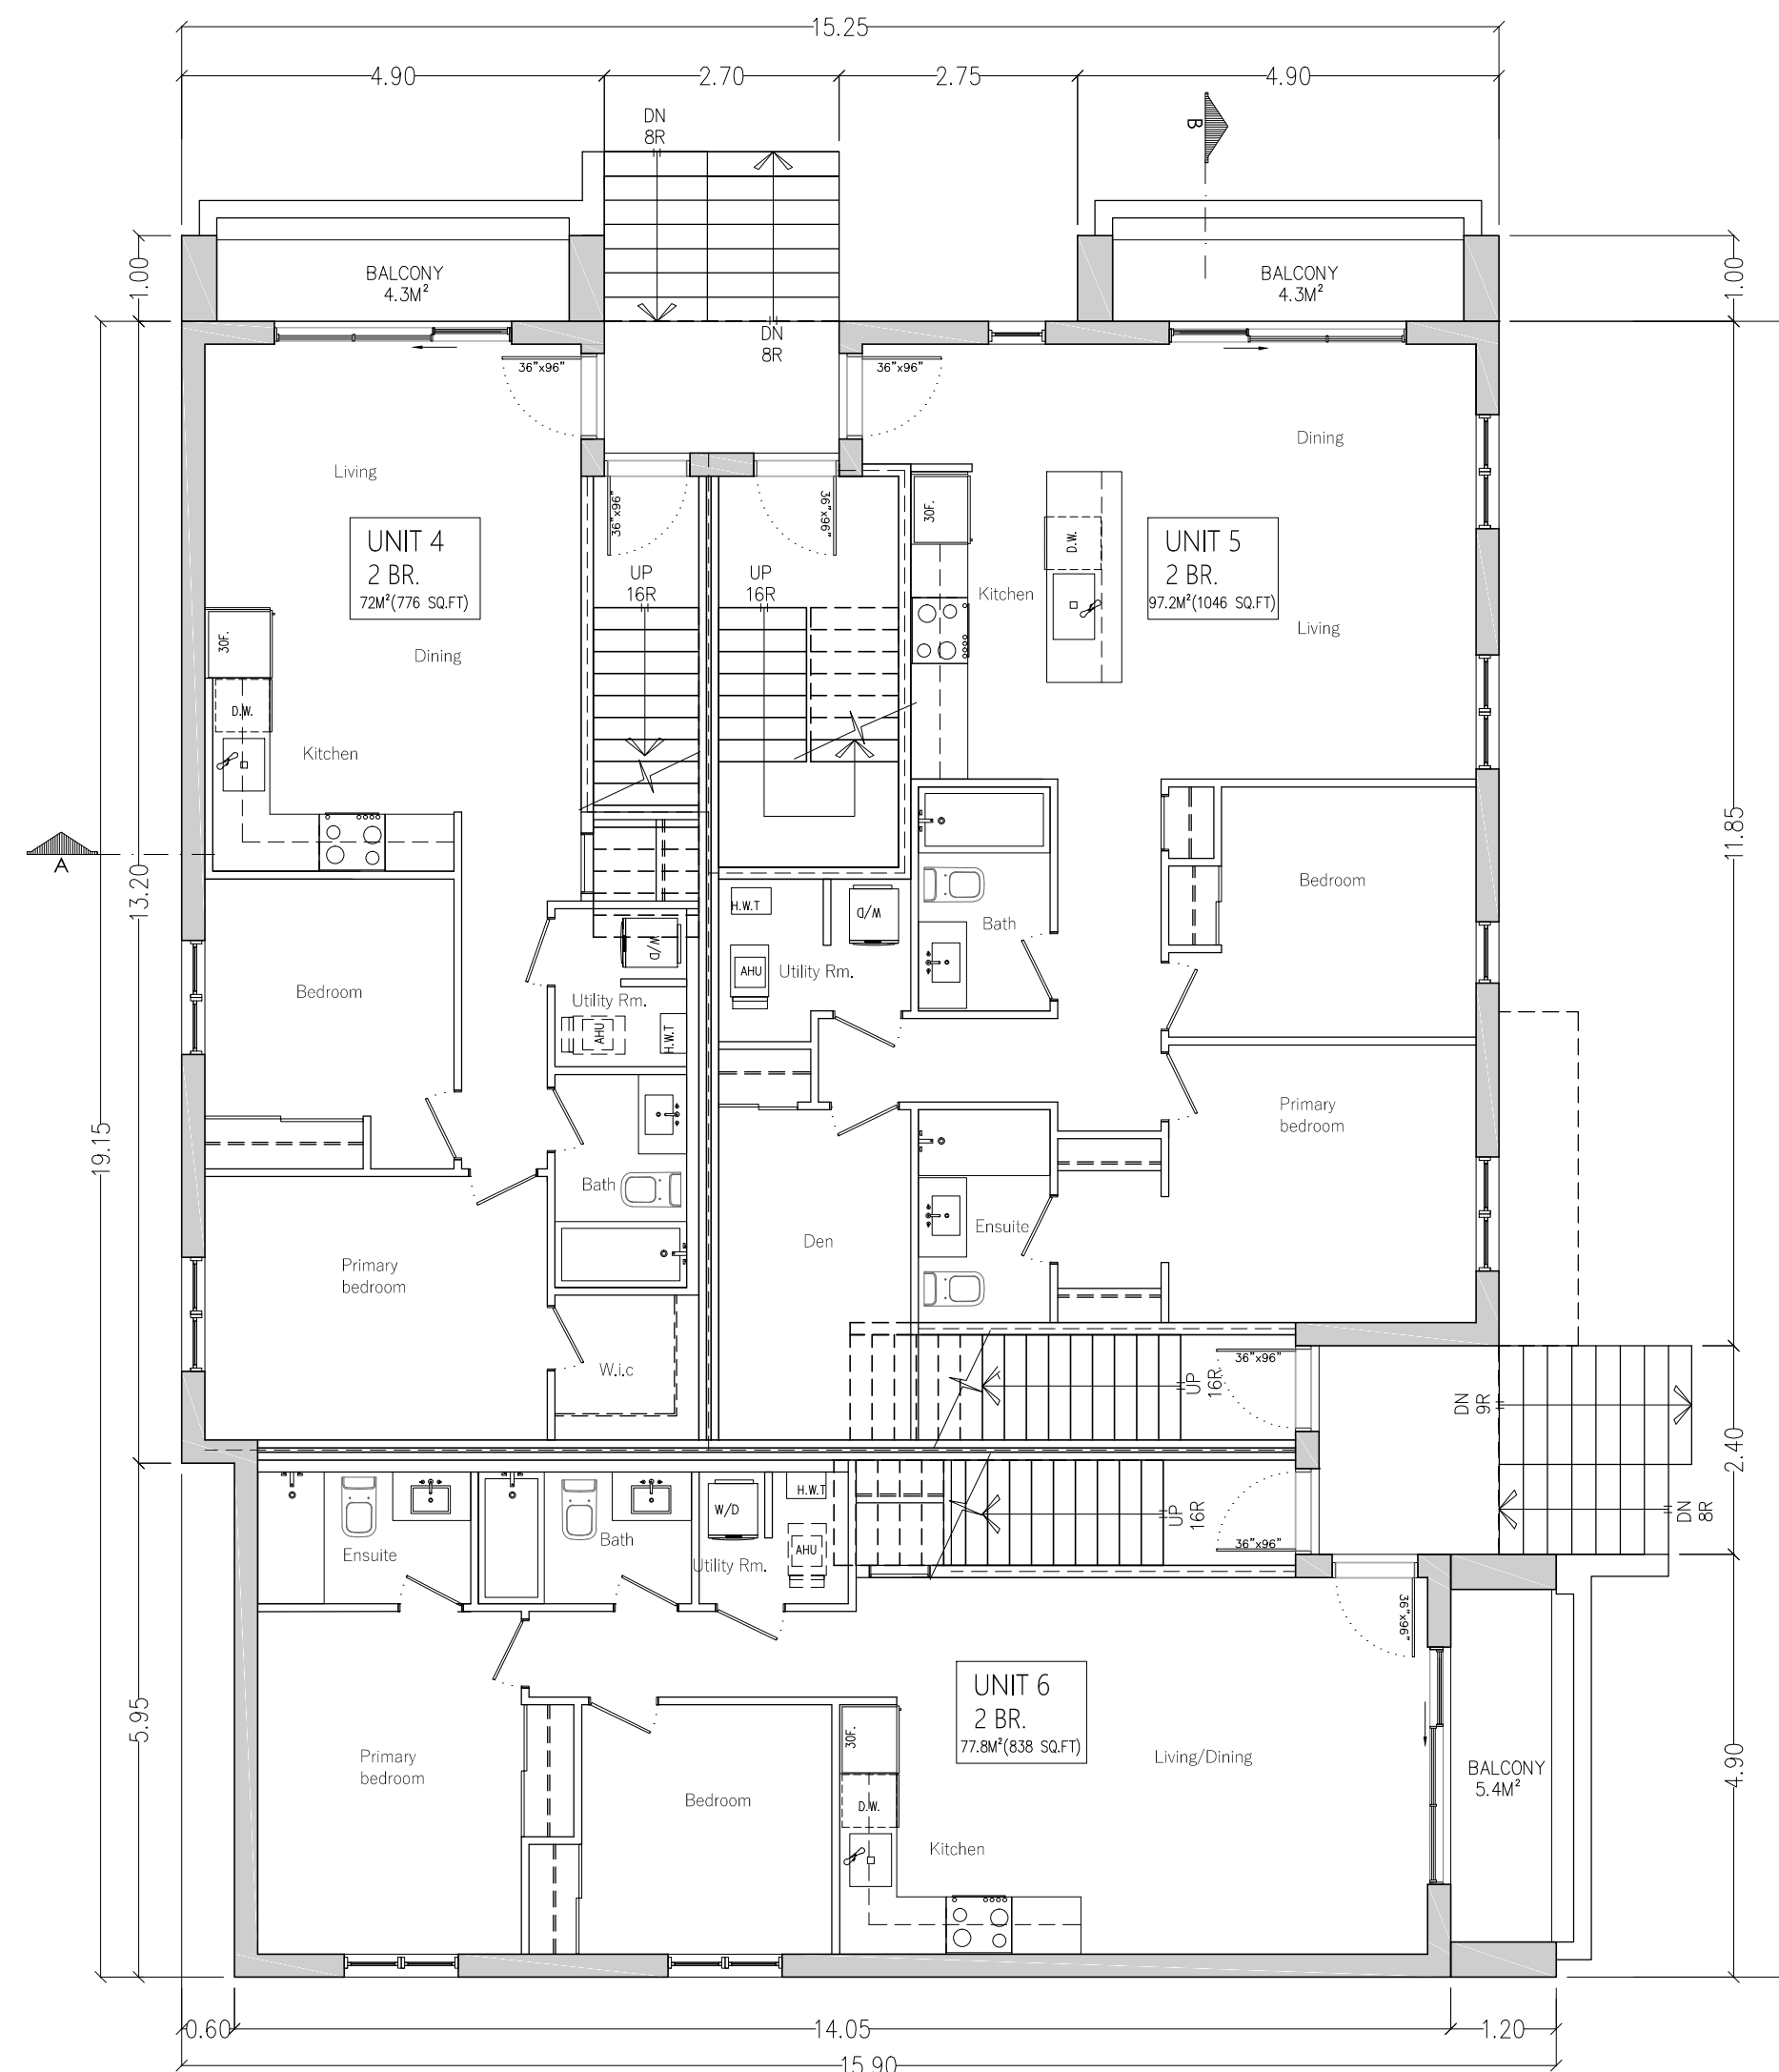 15.25
4.90
2.70
2.75
4.90
DN
8R
B
1.00
BALCONY
4.3M²
BALCONY
4.3M²
1.00
DN
8R
36"x96"
36"x96"
Living
Dining
36"x96"
36"x96"
30F.
D.W.
UNIT 4
2 BR.
72M²(776 SQ.FT)
UP
16R
UP
16R
Kitchen
UNIT 5
2 BR.
97.2M²(1046 SQ.FT)
Living
30F.
Dining
D.W.
Kitchen
A
13.20
11.85
Bedroom
W/D
H.W.T
W/D
Bath
Bedroom
AHU
Utility Rm.
Bedroom
Utility Rm.
AHU
H.W.T
19.15
Primary
bedroom
Bath
Ensuite
Den
Primary
bedroom
W.i.c
36"x96"
UP
16R
DN
9R
2.40
H.W.T
W/D
UP
16R
DN
8R
Ensuite
Bath
AHU
Utility Rm.
36"x96"
36"x96"
5.95
UNIT 6
2 BR.
77.8M²(838 SQ.FT)
30F.
Primary
bedroom
Living/Dining
BALCONY
5.4M²
4.90
Bedroom
D.W.
Kitchen
0.60
14.05
1.20
15.90